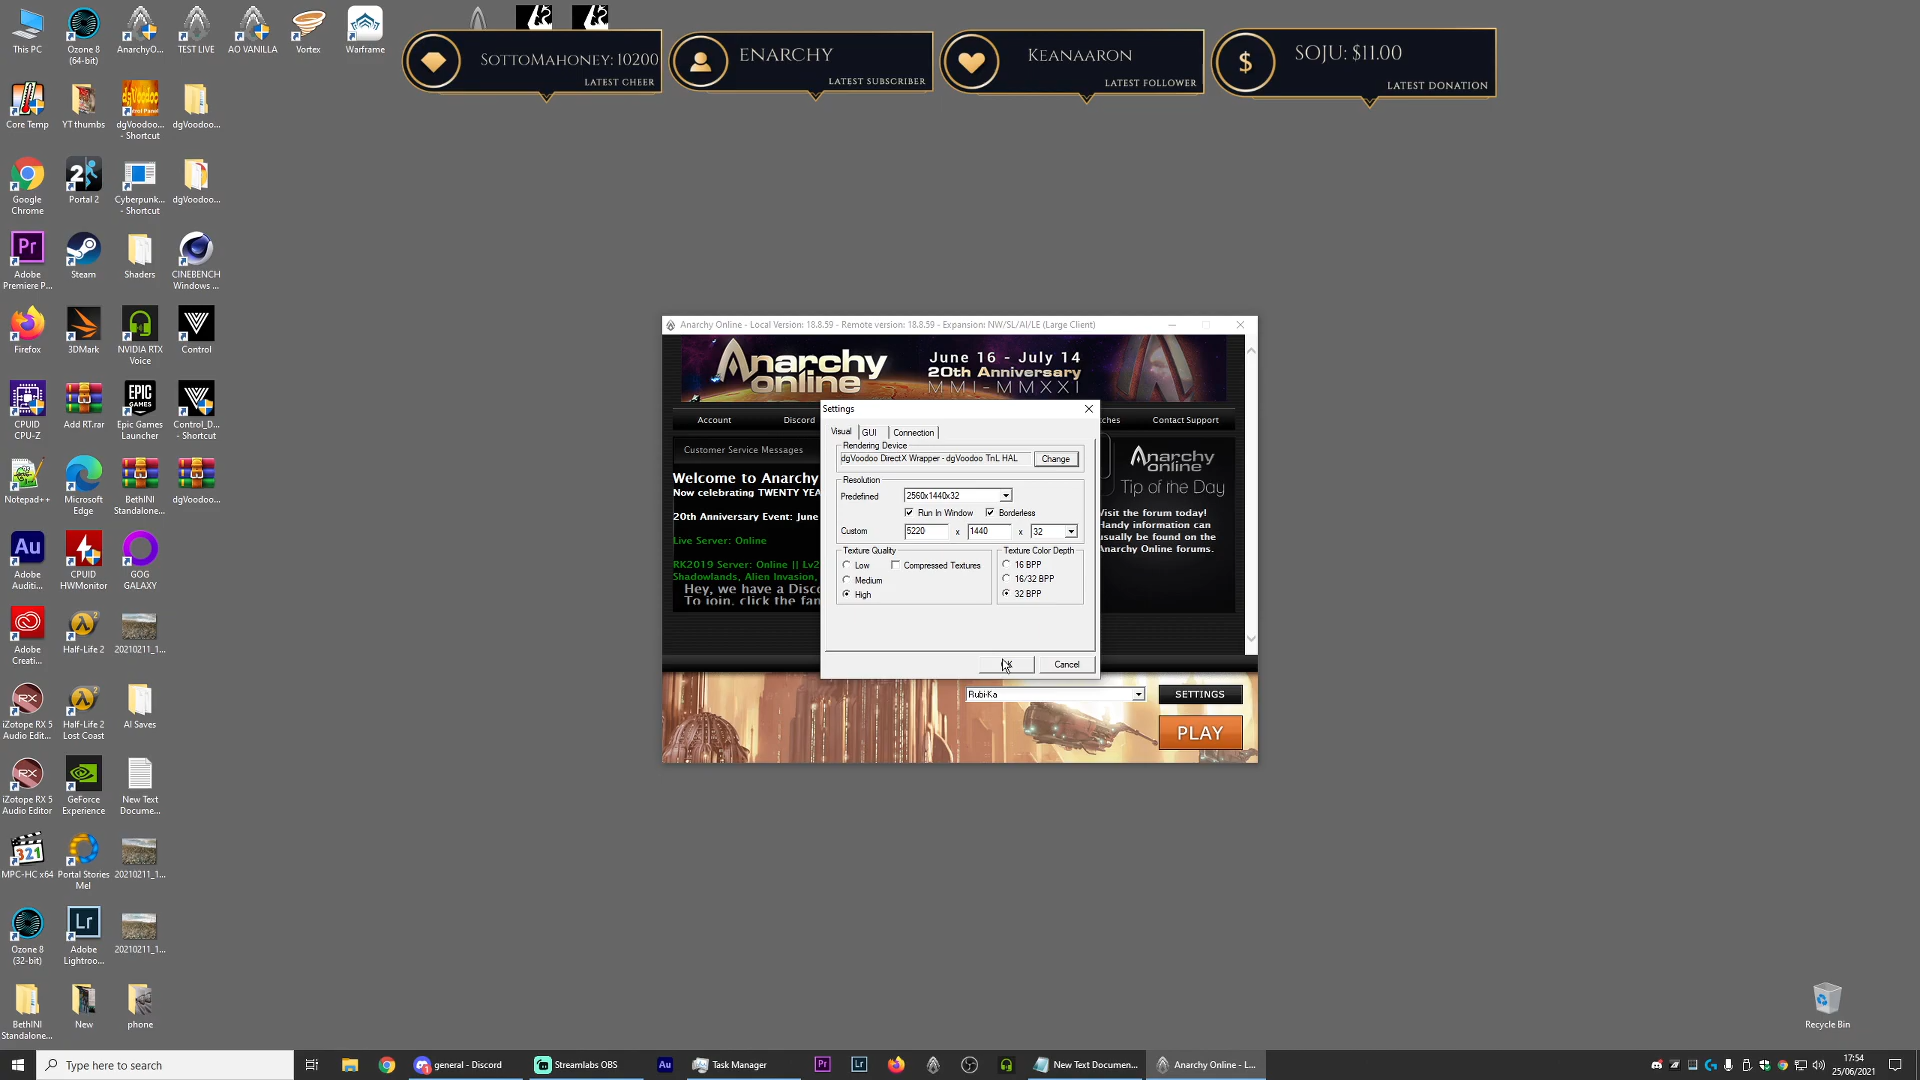 This PC
Ozone 8
(64-bit)
AnarchyO...
TEST LIVE
AO VANILLA
Vortex
Warframe
SottoMahoney: 10200
LATEST CHEER
ENARCHY
LATEST SUBSCRIBER
Keanaaron
LATEST FOLLOWER
SOJU: $11.00
LATEST DONATION
Core Temp
YT thumbs
dgVoodoo...
- Shortcut
dgVoodoo...
Google
Chrome
Portal 2
Cyberpunk...
- Shortcut
dgVoodoo...
Adobe
Premiere P...
Steam
Shaders
CINEBENCH
Windows ...
Firefox
3DMark
NVIDIA RTX
Voice
Control
CPUID
CPU-Z
Add RT.rar
Epic Games
Launcher
Control_D...
- Shortcut
Notepad++
Microsoft
Edge
BethINI
Standalone...
dgVoodoo...
Adobe
Auditi...
CPUID
HWMonitor
GOG
GALAXY
Adobe
Creati...
Half-Life 2
20210211_1...
iZotope RX 5
Audio Edit...
Half-Life 2
Lost Coast
AI Saves
iZotope RX 5
Audio Editor
GeForce
Experience
New Text
Docume...
MPC-HC x64
Portal Stories
Mel
20210211_1...
Ozone 8
(32-bit)
Adobe
Lightroo...
20210211_1...
BethINI
Standalone...
New
phone
Recycle Bin
Anarchy Online - Local Version: 18.8.59 - Remote version: 18.8.59 - Expansion: NW/SL/AI/LE (Large Client)
Anarchy
online
June 16 - July 14
20th Anniversary
MMI-MMXXI
Account
Discord
tches
Contact Support
Customer Service Messages
Welcome to Anarchy
Now celebrating TWENTY YEA
20th Anniversary Event: June
Live Server: Online
RK2019 Server: Online || Lv2
Shadowlands, Alien Invasion,
Hey, we have a Disco
To join, click the fan
Anarchy
online
Tip of the Day
Visit the forum today!
Handy information can
usually be found on the
Anarchy Online forums.
Settings
Visual
GUI
Connection
Rendering Device
dgVoodoo DirectX Wrapper - dgVoodoo TnL HAL
Change
Resolution
Predefined
2560x1440x32
Run In Window
Borderless
Custom
5220
x
1440
x
32
Texture Quality
Texture Color Depth
Low
Compressed Textures
16 BPP
Medium
16/32 BPP
High
32 BPP
Cancel
Rubi-Ka
SETTINGS
PLAY
Type here to search
general - Discord
Streamlabs OBS
Task Manager
New Text Documen...
Anarchy Online - L...
17:54
25/06/2021